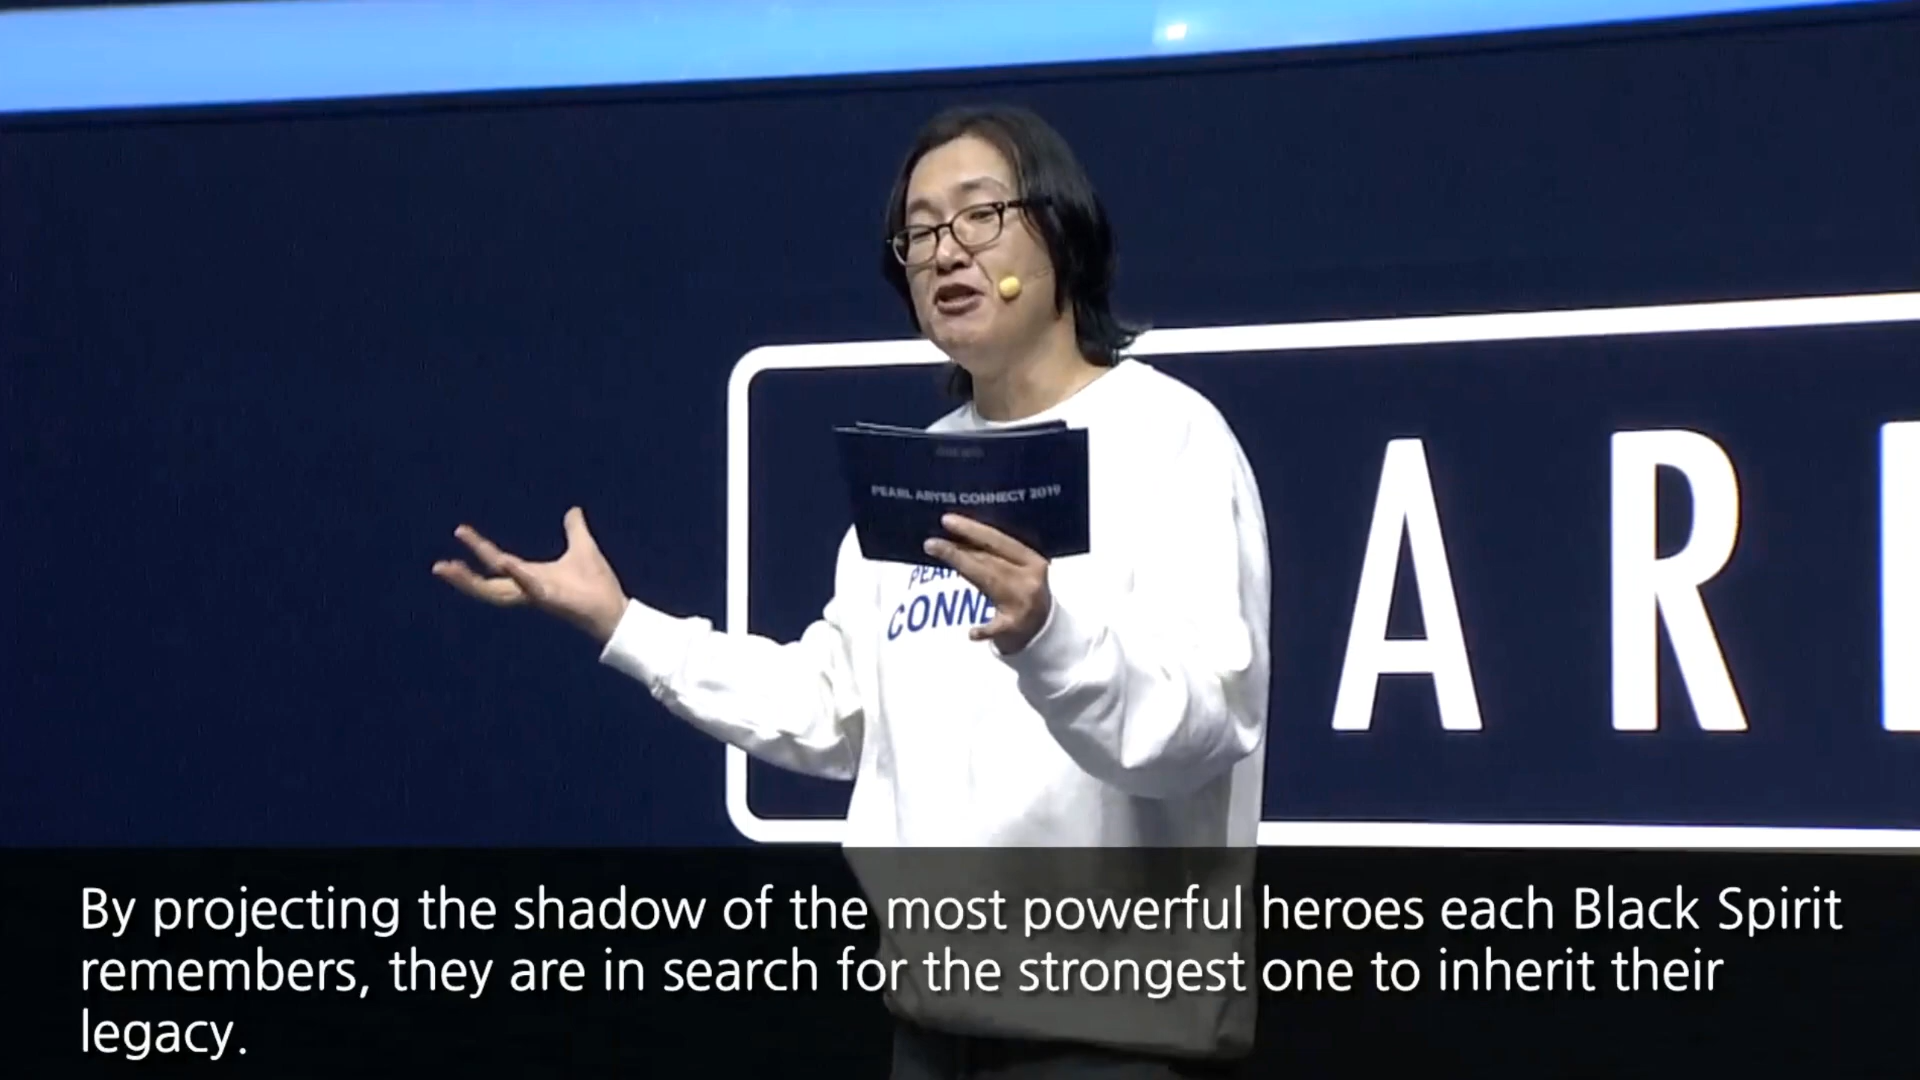 AR
PEARL ABYSS CONNECT 2019
CONNE
By projecting the shadow of the most powerful heroes each Black Spirit
remembers, they are in search for the strongest one to inherit their
legacy.